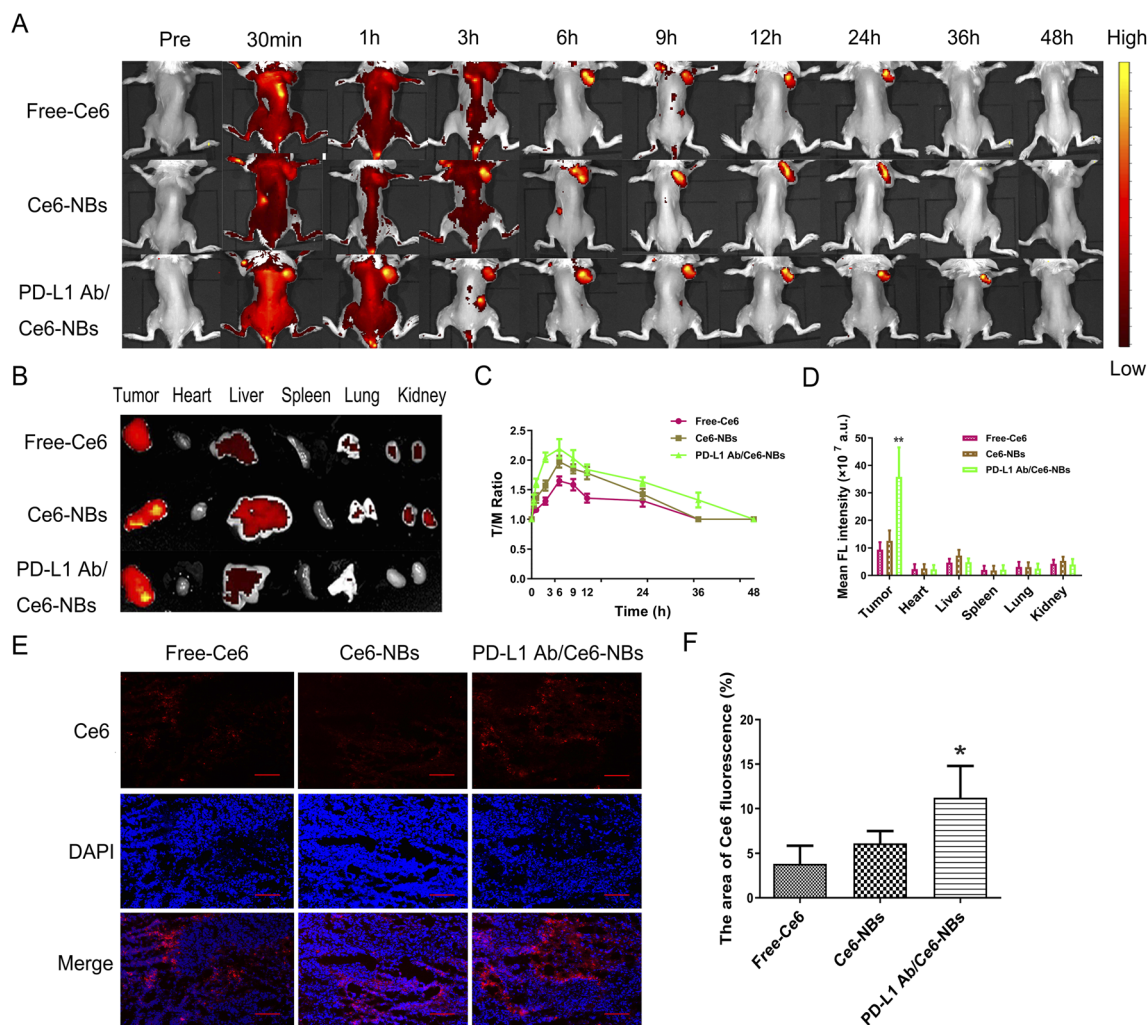 A
Pre 30min 1h 3h 6h 9h 12h 24h 36h 48h High
Free-Ce6
Ce6-NBs
PD-L1 Ab/
Ce6-NBs
Low
B
Tumor Heart Liver Spleen Lung Kidney
Free-Ce6
Ce6-NBs
PD-L1 Ab/
Ce6-NBs
C
Free-Ce6
Ce6-NBs
PD-L1 Ab/Ce6-NBs
T/M Ratio
2.5
2.0
1.5
1.0
0.5
0.0
0 3 6 9 12 24 36 48
Time (h)
D
Free-Ce6
Ce6-NBs
PD-L1 Ab/Ce6-NBs
**
Mean FL intensity (×10⁷ a.u.)
50
40
30
20
10
0
Tumor Heart Liver Spleen Lung Kidney
E
Free-Ce6 Ce6-NBs PD-L1 Ab/Ce6-NBs
Ce6
DAPI
Merge
F
The area of Ce6 fluorescence (%)
20
15
10
5
0
*
Free-Ce6 Ce6-NBs PD-L1 Ab/Ce6-NBs